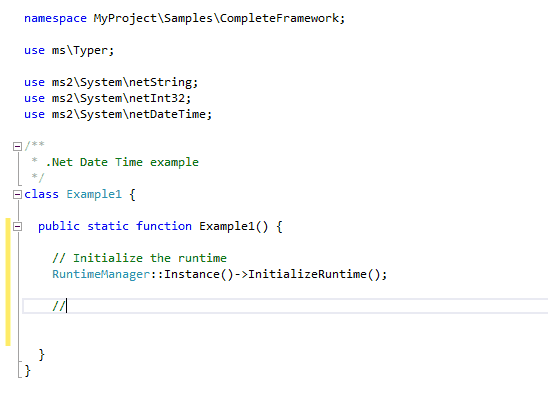 namespace MyProject\Samples\CompleteFramework;
use ms\Typer;
use ms2\System\netString;
use ms2\System\netInt32;
use ms2\System\netDateTime;
/**
* .Net Date Time example
*/
class Example1 {
public static function Example1() {
// Initialize the runtime
RuntimeManager::Instance()->InitializeRuntime();
//
}
}